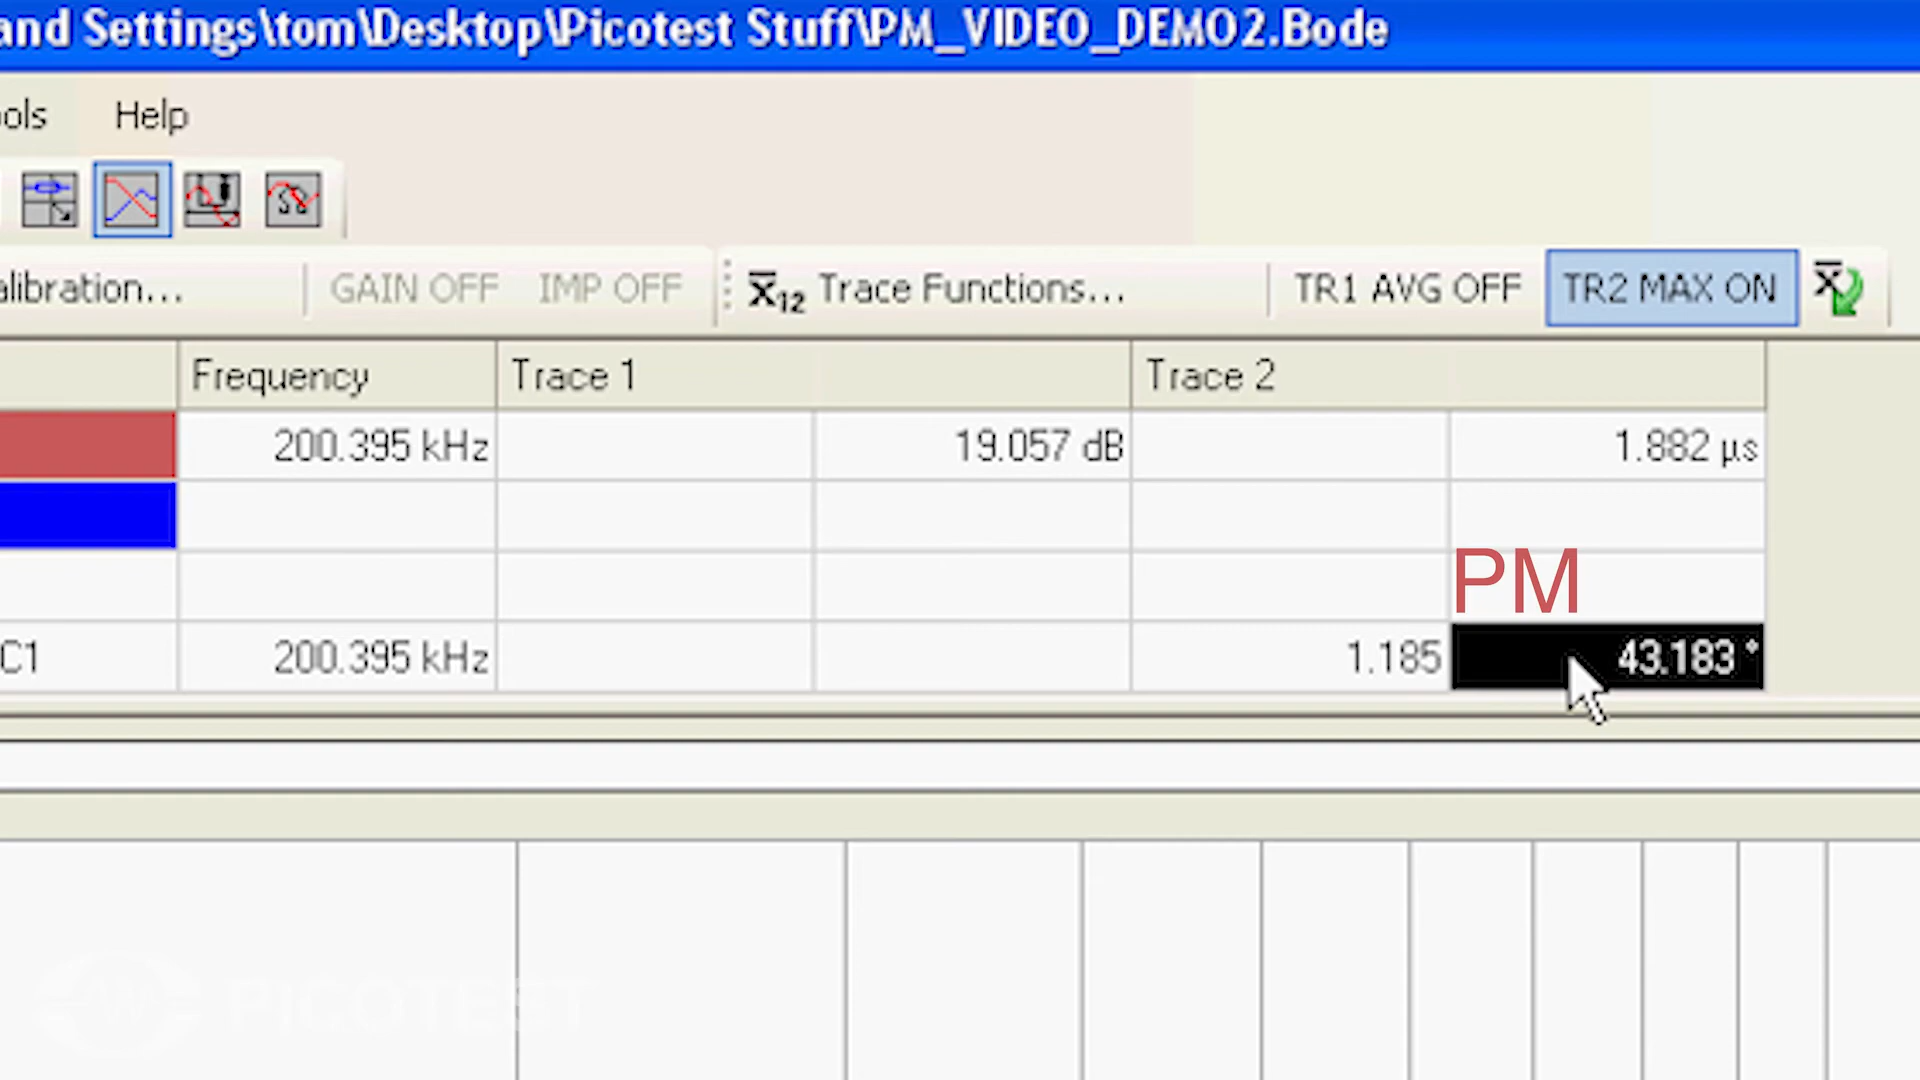 and Settings\tom\Desktop\Picotest Stuff\PM_VIDEO_DEMO2.Bode
ols Help
alibration... GAIN OFF IMP OFF X12 Trace Functions... TR1 AVG OFF TR2 MAX ON
Frequency Trace 1 Trace 2
200.395 kHz 19.057 dB 1.882 µs
PM
C1 200.395 kHz 1.185 43.183 °
PICOTEST